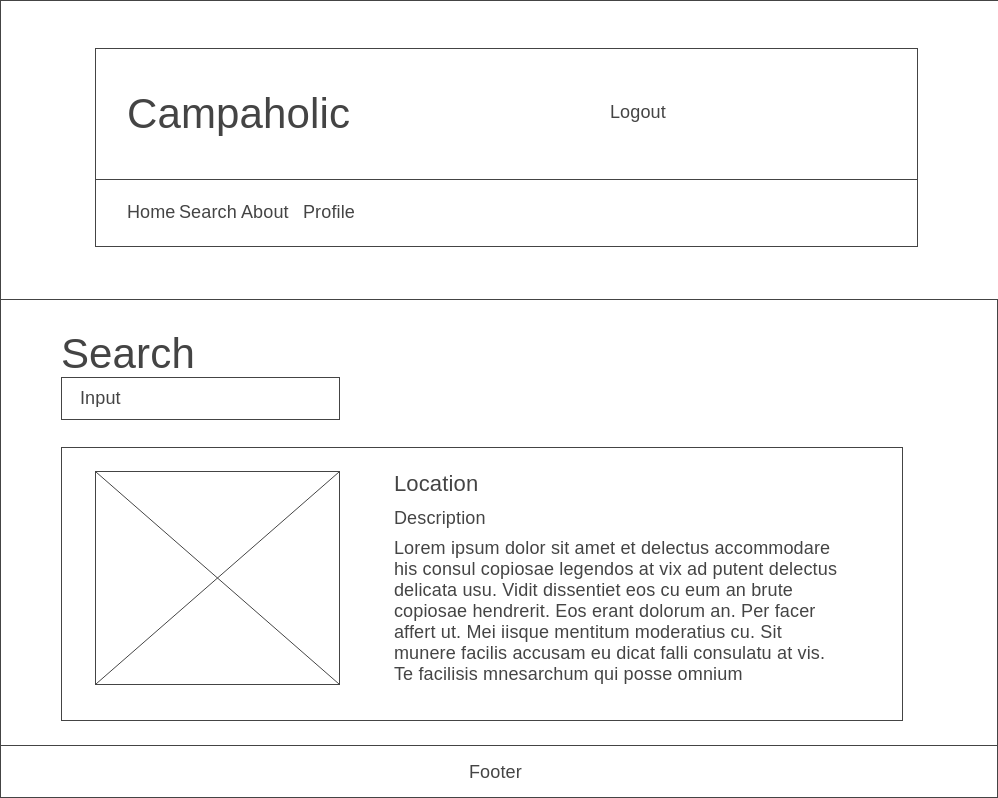 Campaholic
Logout
Home Search About Profile
Search
Input
Location
Description
Lorem ipsum dolor sit amet et delectus accommodare
his consul copiosae legendos at vix ad putent delectus
delicata usu. Vidit dissentiet eos cu eum an brute
copiosae hendrerit. Eos erant dolorum an. Per facer
affert ut. Mei iisque mentitum moderatius cu. Sit
munere facilis accusam eu dicat falli consulatu at vis.
Te facilisis mnesarchum qui posse omnium
Footer